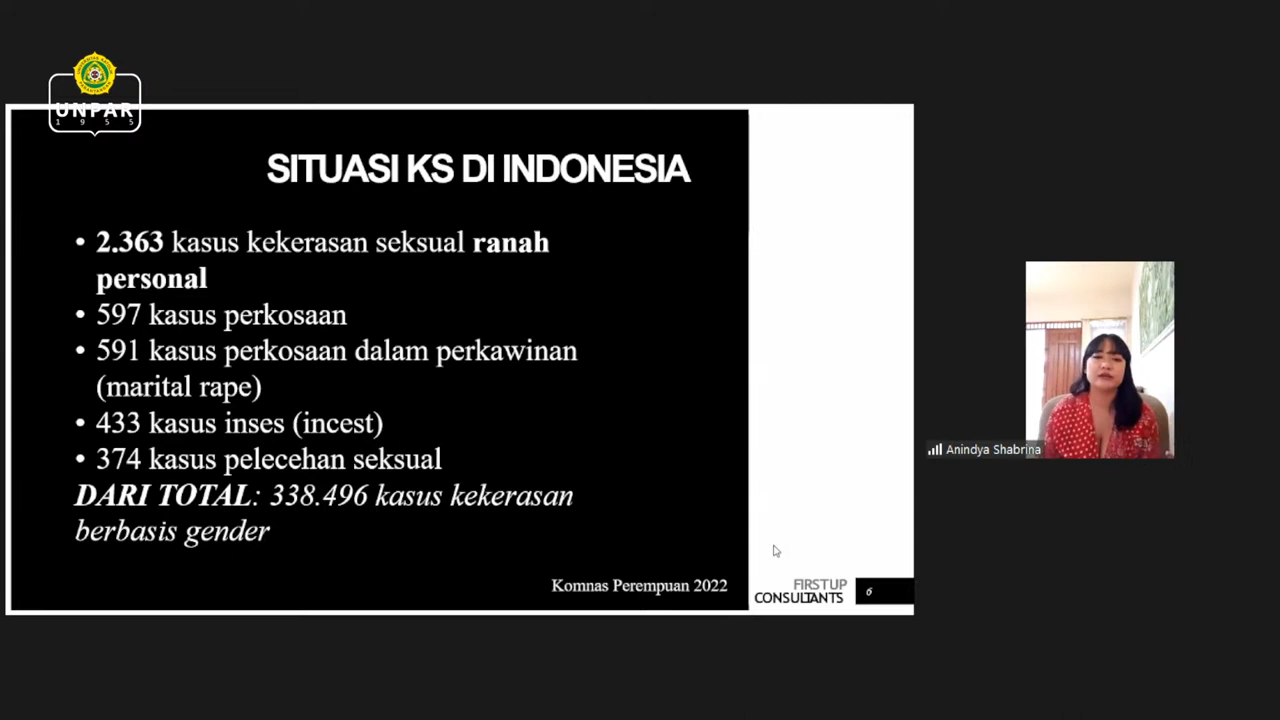 UNPAR
1955
SITUASI KS DI INDONESIA
• 2.363 kasus kekerasan seksual ranah
personal
• 597 kasus perkosaan
• 591 kasus perkosaan dalam perkawinan
(marital rape)
• 433 kasus inses (incest)
• 374 kasus pelecehan seksual
DARI TOTAL: 338.496 kasus kekerasan
berbasis gender
Komnas Perempuan 2022
FIRSTUP
CONSULTANTS
6
Anindya Shabrina